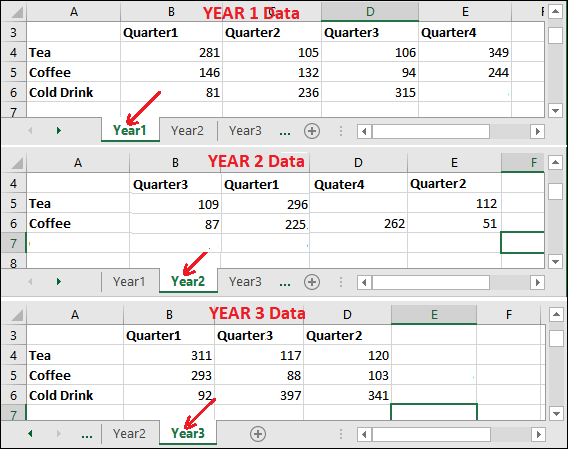 YEAR 1 Data
A B C D E F
3 Quarter1 Quarter2 Quarter3 Quarter4
4 Tea 281 105 106 349
5 Coffee 146 132 94 244
6 Cold Drink 81 236 315
7
Year1 Year2 Year3 ...
YEAR 2 Data
A B C D E F
4 Quarter3 Quarter1 Quater4 Quarter2
5 Tea 109 296 112
6 Coffee 87 225 262 51
7
8
Year1 Year2 Year3 ...
YEAR 3 Data
A B C D E F
3 Quarter1 Quarter3 Quarter2
4 Tea 311 117 120
5 Coffee 293 88 103
6 Cold Drink 92 397 341
7
... Year2 Year3